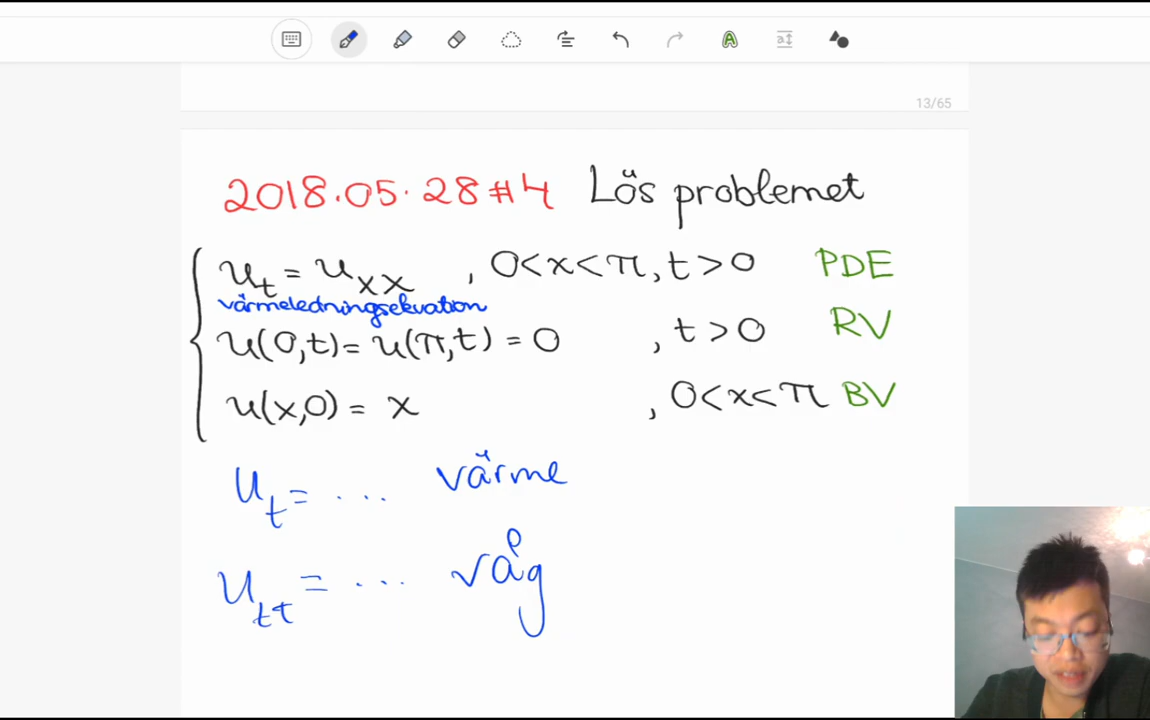 13/65
2018.05.28#4 Lös problemet
u_t = u_xx , 0<x<π, t>0 PDE
värmeledningsekvation
u(0,t) = u(π,t) = 0 , t>0 RV
u(x,0) = x , 0<x<π BV
u_t = ... värme
u_tt = ... våg